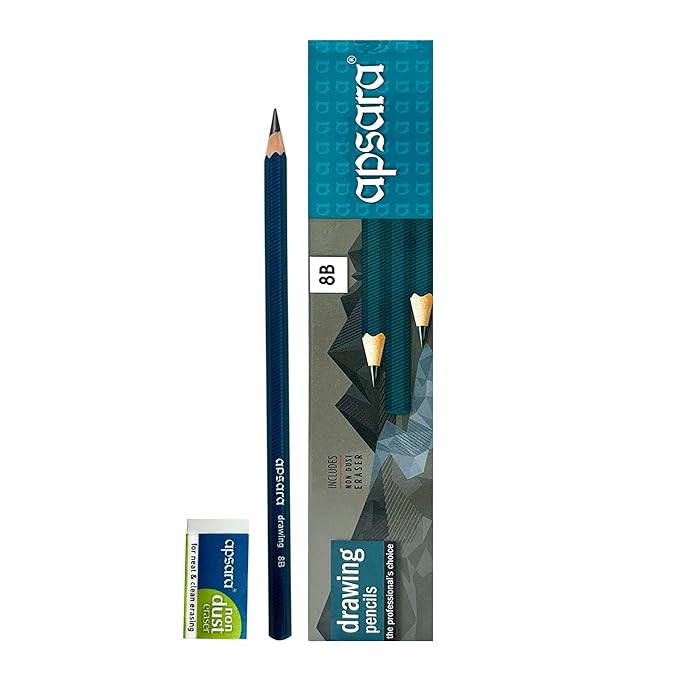 apsara®
8B
INCLUDES
NON DUST
ERASER
drawing
pencils
the professional's choice
apsara drawing 8B
apsara®
non
dust
eraser
for neat & clean erasing